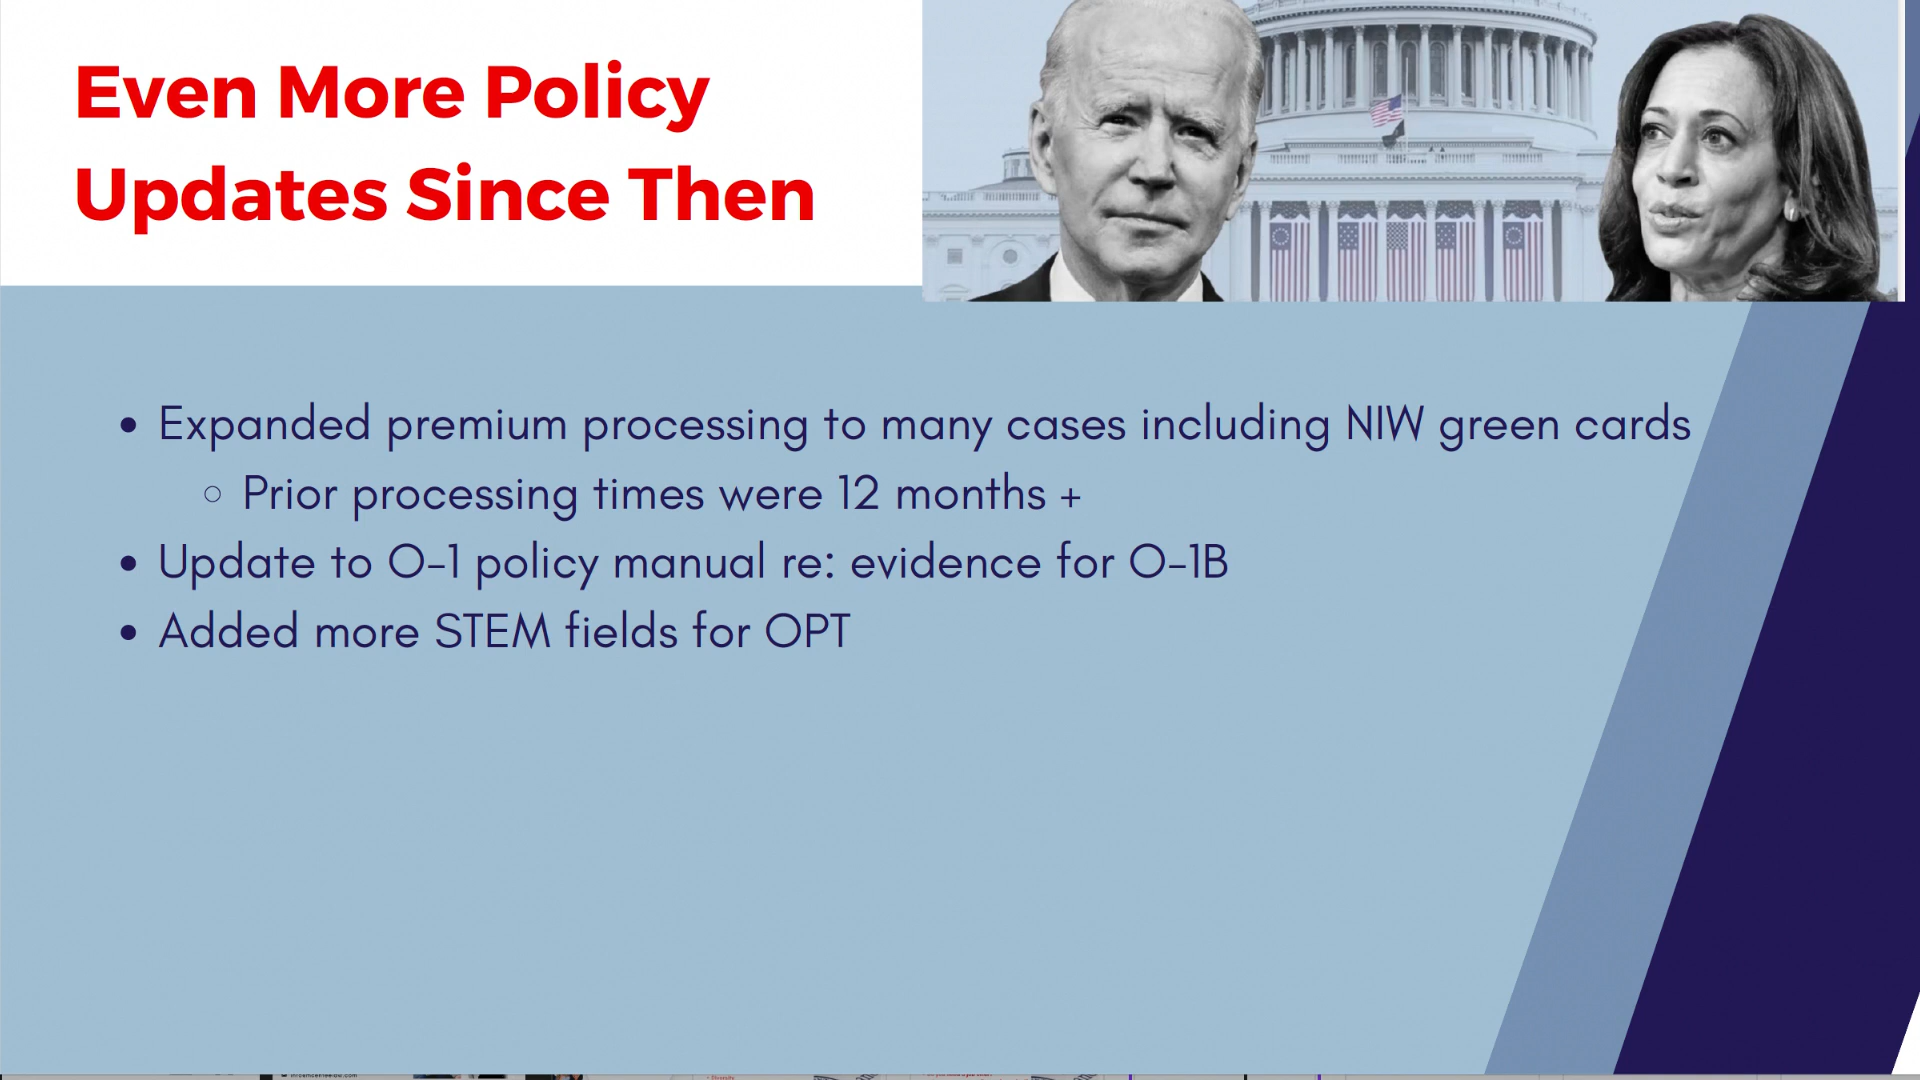 Even More Policy
Updates Since Then
• Expanded premium processing to many cases including NIW green cards
○ Prior processing times were 12 months +
• Update to O-1 policy manual re: evidence for O-1B
• Added more STEM fields for OPT